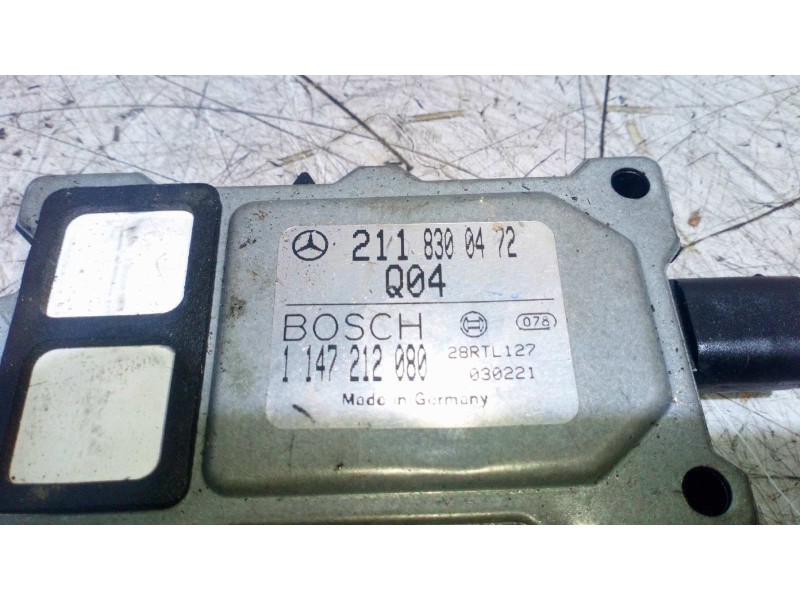 211 830 04 72
Q04
BOSCH 078
1 147 212 080 28RTL127
030221
Made in Germany